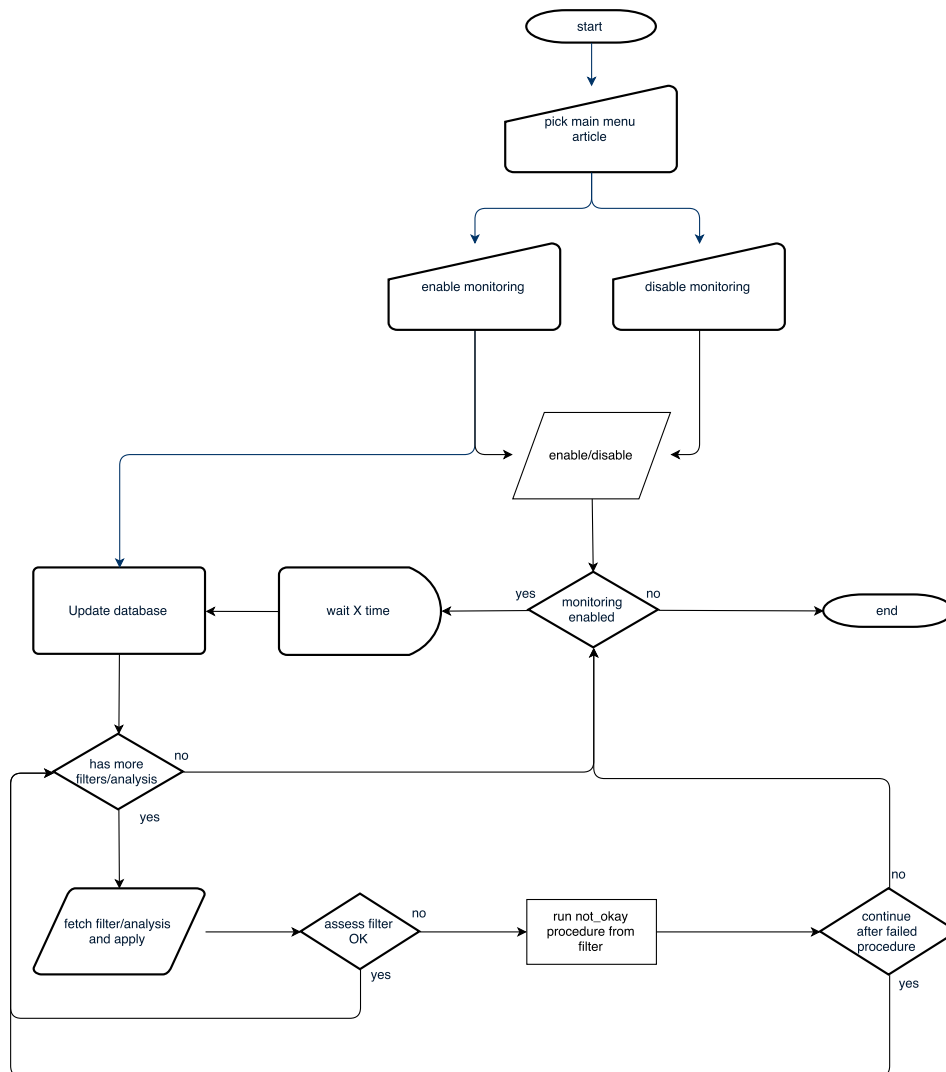 start
pick main menu
article
enable monitoring
disable monitoring
enable/disable
Update database
wait X time
yes
monitoring
enabled
no
end
has more
filters/analysis
no
yes
fetch filter/analysis
and apply
assess filter
OK
no
yes
run not_okay
procedure from
filter
no
continue
after failed
procedure
yes